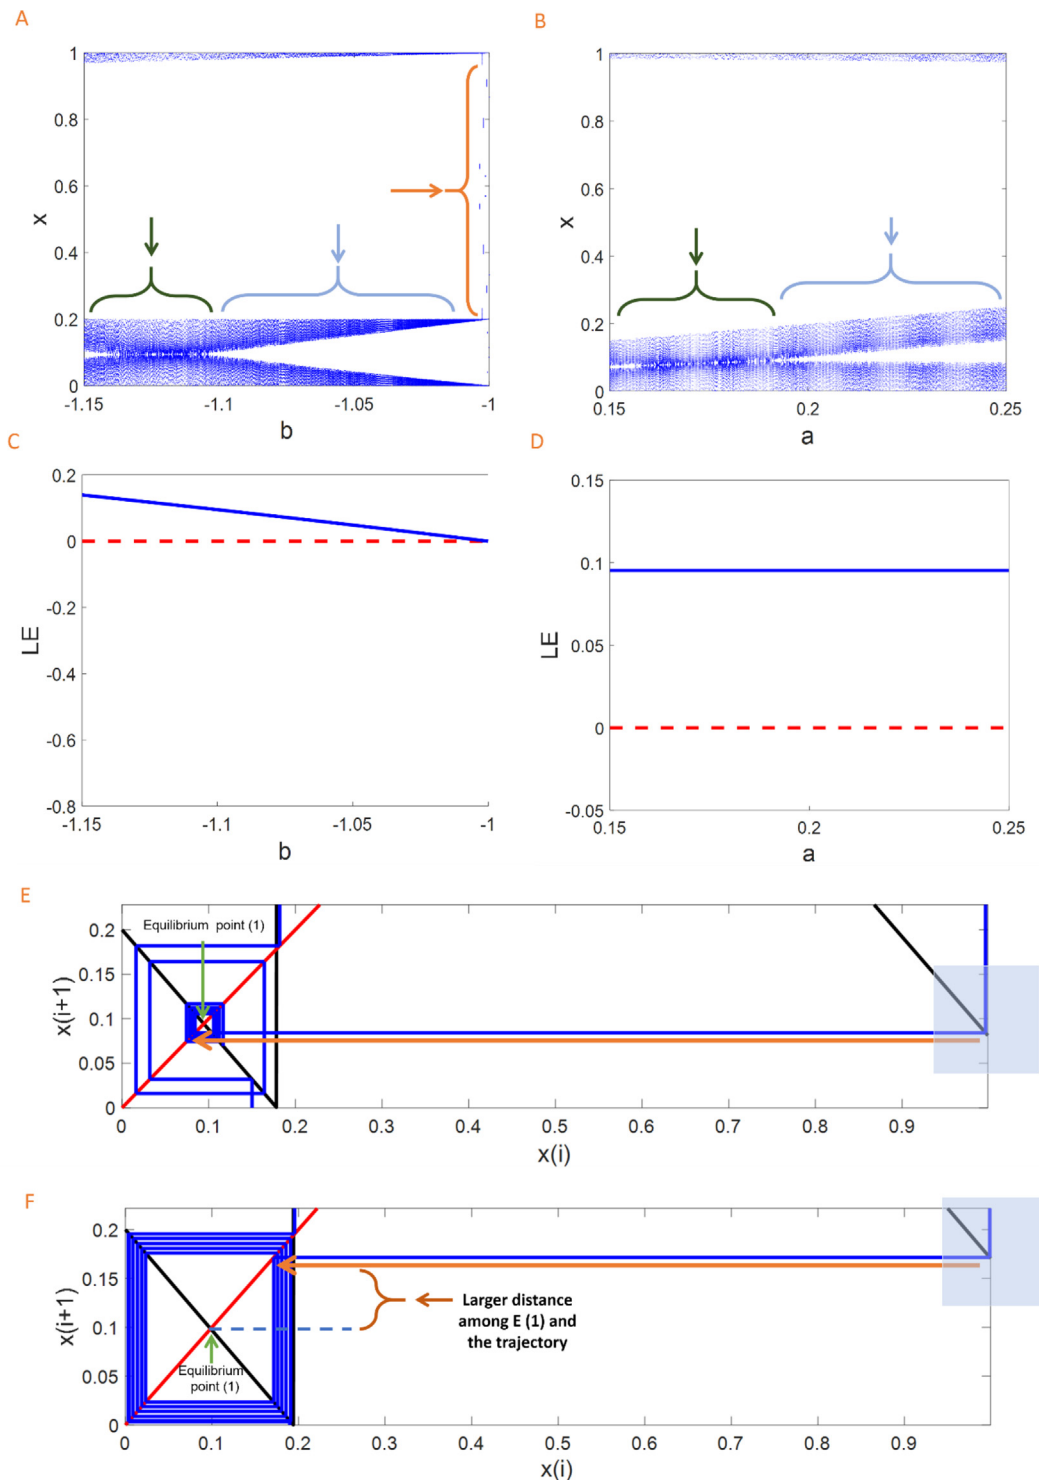 A
B
1
0.8
0.6
0.4
0.2
0
x
-1.15
-1.1
-1.05
-1
b
1
0.8
0.6
0.4
0.2
0
x
0.15
0.2
0.25
a
C
D
0.2
0
-0.2
-0.4
-0.6
-0.8
LE
-1.15
-1.1
-1.05
-1
b
0.15
0.1
0.05
0
-0.05
LE
0.15
0.2
0.25
a
E
Equilibrium point (1)
0.2
0.15
0.1
0.05
0
x(i+1)
0
0.1
0.2
0.3
0.4
0.5
0.6
0.7
0.8
0.9
x(i)
F
0.2
0.15
0.1
0.05
0
x(i+1)
Larger distance
among E (1) and
the trajectory
Equilibrium
point (1)
0
0.1
0.2
0.3
0.4
0.5
0.6
0.7
0.8
0.9
x(i)